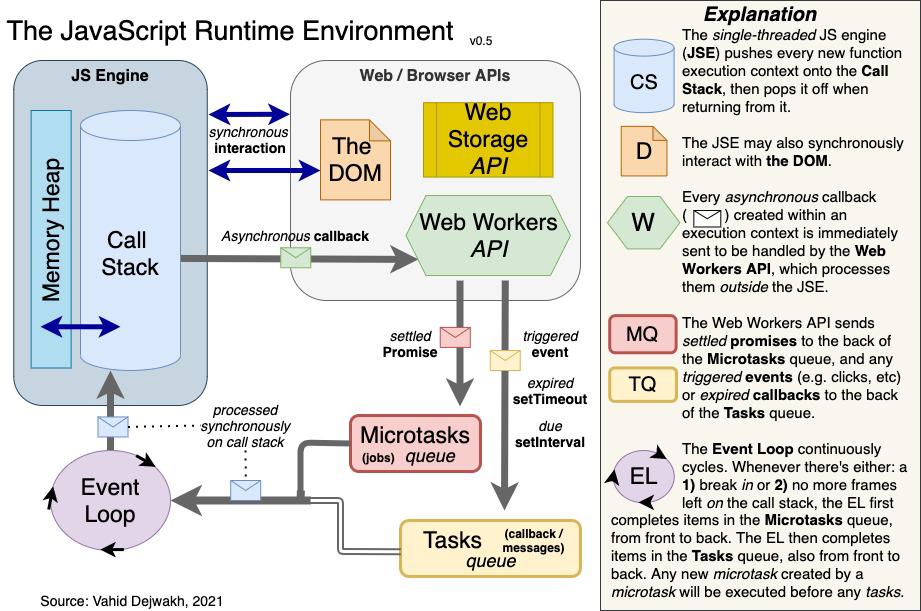 The JavaScript Runtime Environment v0.5
JS Engine
Memory Heap
Call
Stack
synchronous
interaction
Web / Browser APIs
The
DOM
Web
Storage
API
Asynchronous callback
Web Workers
API
settled
Promise
triggered
event
expired
setTimeout
due
setInterval
processed
synchronously
on call stack
Microtasks
(jobs) queue
Event
Loop
Tasks (callback /
messages)
queue
Source: Vahid Dejwakh, 2021
Explanation
CS
The single-threaded JS engine
(JSE) pushes every new function
execution context onto the Call
Stack, then pops it off when
returning from it.
D
The JSE may also synchronously
interact with the DOM.
W
Every asynchronous callback
( ) created within an
execution context is immediately
sent to be handled by the Web
Workers API, which processes
them outside the JSE.
MQ
TQ
The Web Workers API sends
settled promises to the back of
the Microtasks queue, and any
triggered events (e.g. clicks, etc)
or expired callbacks to the back
of the Tasks queue.
EL
The Event Loop continuously
cycles. Whenever there's either: a
1) break in or 2) no more frames
left on the call stack, the EL first
completes items in the Microtasks queue,
from front to back. The EL then completes
items in the Tasks queue, also from front to
back. Any new microtask created by a
microtask will be executed before any tasks.